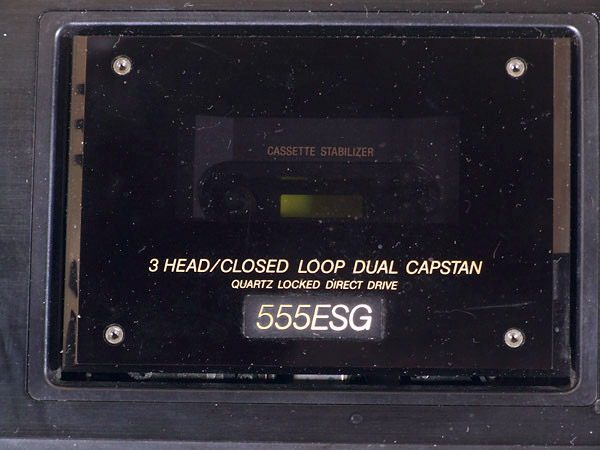 CASSETTE STABILIZER
3 HEAD/CLOSED LOOP DUAL CAPSTAN
QUARTZ LOCKED DIRECT DRIVE
555ESG